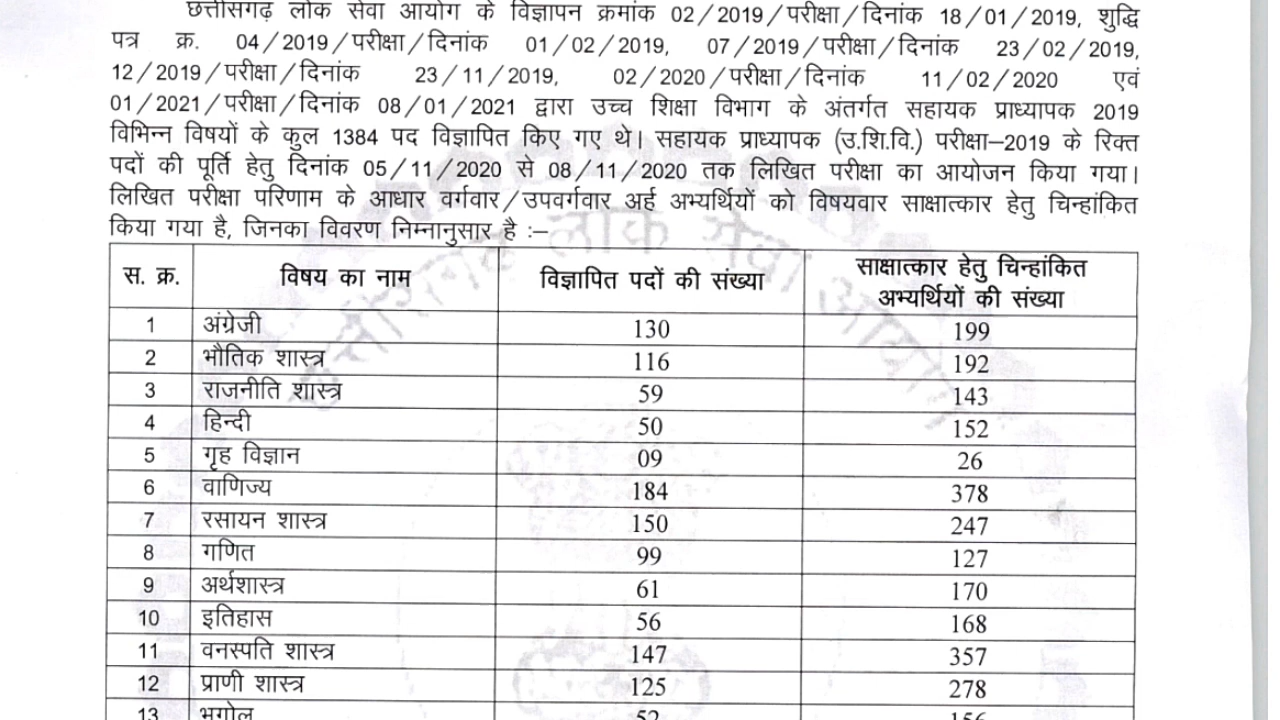 छत्तीसगढ़ लोक सेवा आयोग के विज्ञापन क्रमांक 02/2019/परीक्षा/दिनांक 18/01/2019, शुद्धि
पत्र क्र. 04/2019/परीक्षा/दिनांक 01/02/2019, 07/2019/परीक्षा/दिनांक 23/02/2019,
12/2019/परीक्षा/दिनांक 23/11/2019, 02/2020/परीक्षा/दिनांक 11/02/2020 एवं
01/2021/परीक्षा/दिनांक 08/01/2021 द्वारा उच्च शिक्षा विभाग के अंतर्गत सहायक प्राध्यापक 2019
विभिन्न विषयों के कुल 1384 पद विज्ञापित किए गए थे। सहायक प्राध्यापक (उ.शि.वि.) परीक्षा–2019 के रिक्त
पदों की पूर्ति हेतु दिनांक 05/11/2020 से 08/11/2020 तक लिखित परीक्षा का आयोजन किया गया।
लिखित परीक्षा परिणाम के आधार वर्गवार/उपवर्गवार अर्ह अभ्यर्थियों को विषयवार साक्षात्कार हेतु चिन्हांकित
किया गया है, जिनका विवरण निम्नानुसार है :–
स. क्र. विषय का नाम विज्ञापित पदों की संख्या साक्षात्कार हेतु चिन्हांकित
अभ्यर्थियों की संख्या
1 अंग्रेजी 130 199
2 भौतिक शास्त्र 116 192
3 राजनीति शास्त्र 59 143
4 हिन्दी 50 152
5 गृह विज्ञान 09 26
6 वाणिज्य 184 378
7 रसायन शास्त्र 150 247
8 गणित 99 127
9 अर्थशास्त्र 61 170
10 इतिहास 56 168
11 वनस्पति शास्त्र 147 357
12 प्राणी शास्त्र 125 278
13 भूगोल 52 156